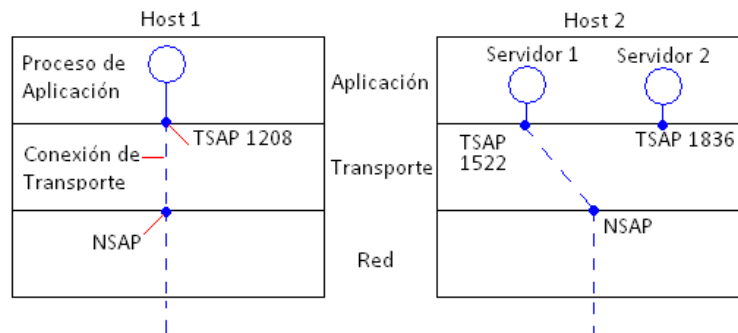 Host 1
Host 2
Proceso de
Aplicación
Aplicación
Servidor 1
Servidor 2
TSAP 1208
TSAP
1522
TSAP 1836
Conexión de
Transporte
Transporte
NSAP
NSAP
Red